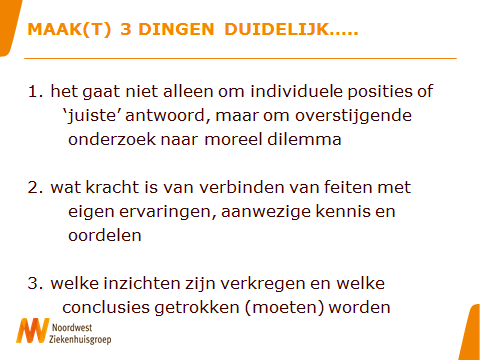 MAAK(T) 3 DINGEN DUIDELIJK.....
1. het gaat niet alleen om individuele posities of
‘juiste’ antwoord, maar om overstijgende
onderzoek naar moreel dilemma
2. wat kracht is van verbinden van feiten met
eigen ervaringen, aanwezige kennis en
oordelen
3. welke inzichten zijn verkregen en welke
conclusies getrokken (moeten) worden
Noordwest
Ziekenhuisgroep